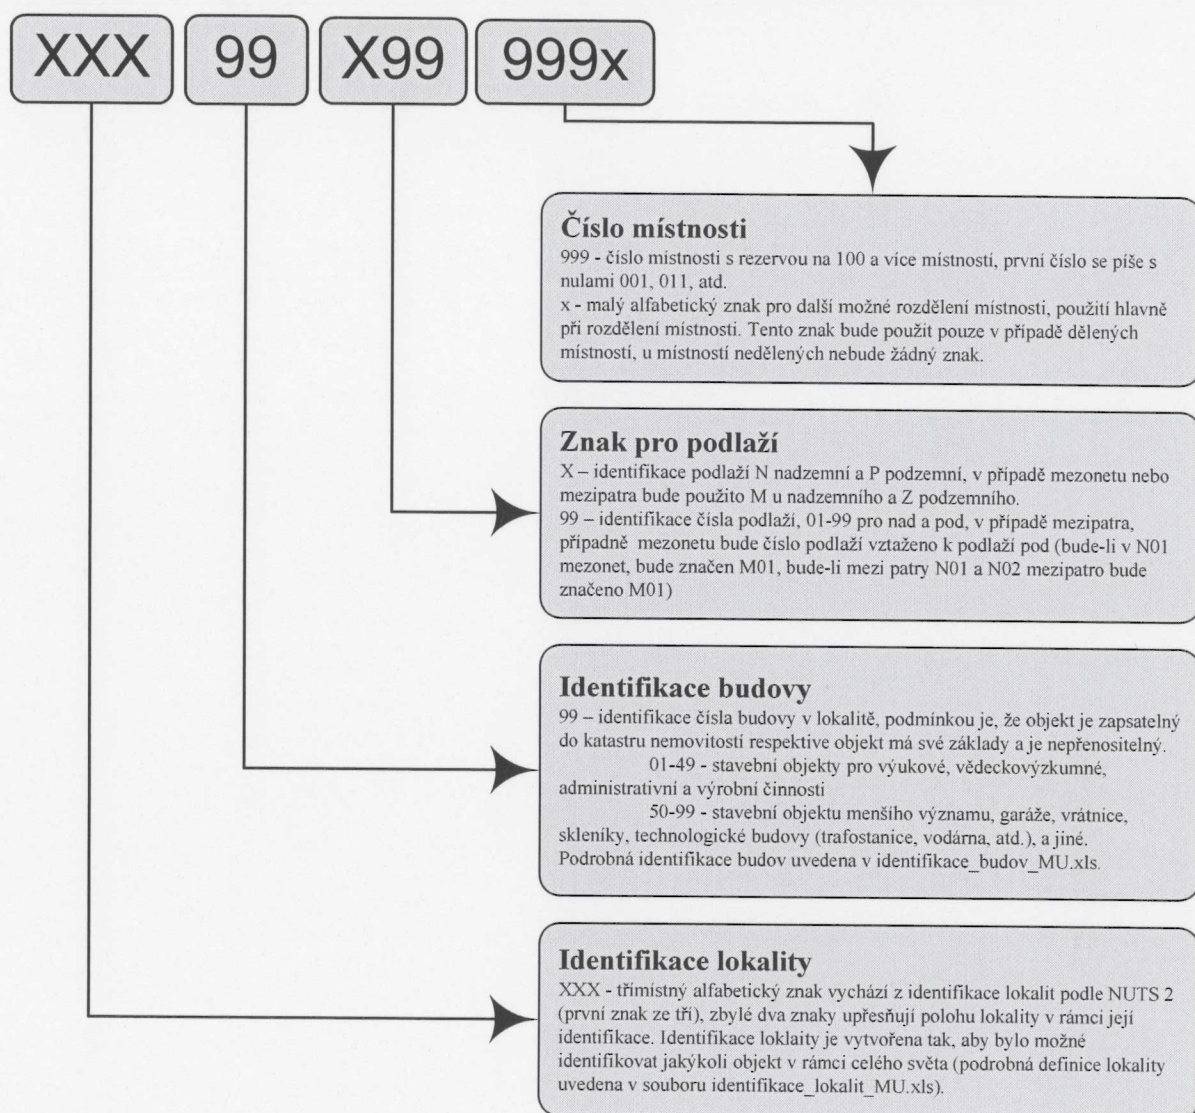 XXX 99 X99 999x
Číslo místnosti
999 - číslo místnosti s rezervou na 100 a více místností, první číslo se píše s
nulami 001, 011, atd.
x - malý alfabetický znak pro další možné rozdělení místnosti, použití hlavně
při rozdělení místnosti. Tento znak bude použit pouze v případě dělených
místností, u místností nedělených nebude žádný znak.
Znak pro podlaží
X – identifikace podlaží N nadzemní a P podzemní, v případě mezonetu nebo
mezipatra bude použito M u nadzemního a Z podzemního.
99 – identifikace čísla podlaží, 01-99 pro nad a pod, v případě mezipatra,
případně mezonetu bude číslo podlaží vztaženo k podlaží pod (bude-li v N01
mezonet, bude značen M01, bude-li mezi patry N01 a N02 mezipatro bude
značeno M01)
Identifikace budovy
99 – identifikace čísla budovy v lokalitě, podmínkou je, že objekt je zapsatelný
do katastru nemovitostí respektive objekt má své základy a je nepřenositelný.
01-49 - stavební objekty pro výukové, vědeckovýzkumné,
administrativní a výrobní činnosti
50-99 - stavební objektu menšího významu, garáže, vrátnice,
skleníky, technologické budovy (trafostanice, vodárna, atd.), a jiné.
Podrobná identifikace budov uvedena v identifikace_budov_MU.xls.
Identifikace lokality
XXX - třímístný alfabetický znak vychází z identifikace lokalit podle NUTS 2
(první znak ze tří), zbylé dva znaky upřesňují polohu lokality v rámci její
identifikace. Identifikace loklaity je vytvořena tak, aby bylo možné
identifikovat jakýkoli objekt v rámci celého světa (podrobná definice lokality
uvedena v souboru identifikace_lokalit_MU.xls).